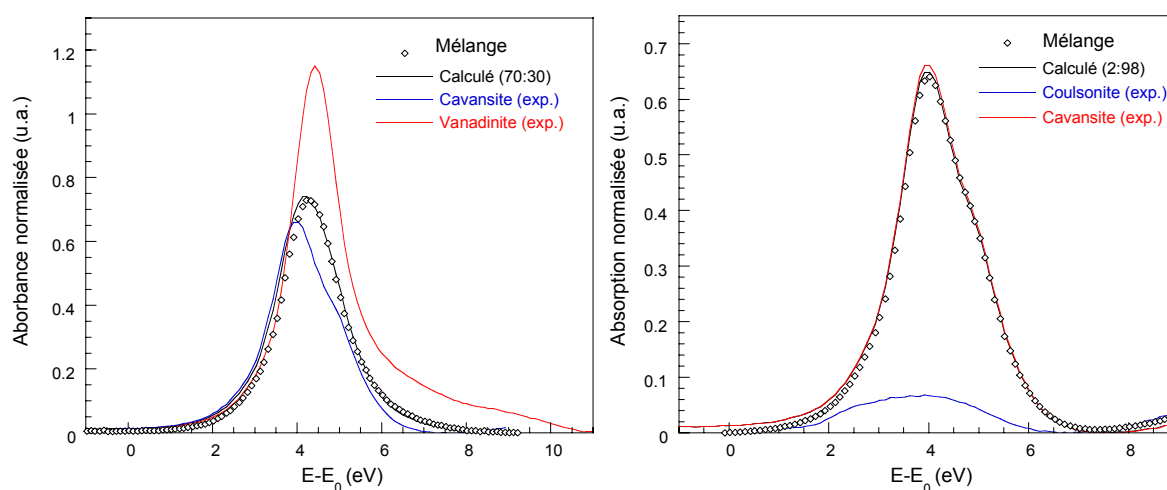 Mélange
Calculé (70:30)
Cavansite (exp.)
Vanadinite (exp.)
Aborbance normalisée (u.a.)
1.2
1
0.8
0.6
0.4
0.2
0
0 2 4 6 8 10
E-E0 (eV)
Mélange
Calculé (2:98)
Coulsonite (exp.)
Cavansite (exp.)
Absorption normalisée (u.a.)
0.7
0.6
0.5
0.4
0.3
0.2
0.1
0
0 2 4 6 8
E-E0 (eV)